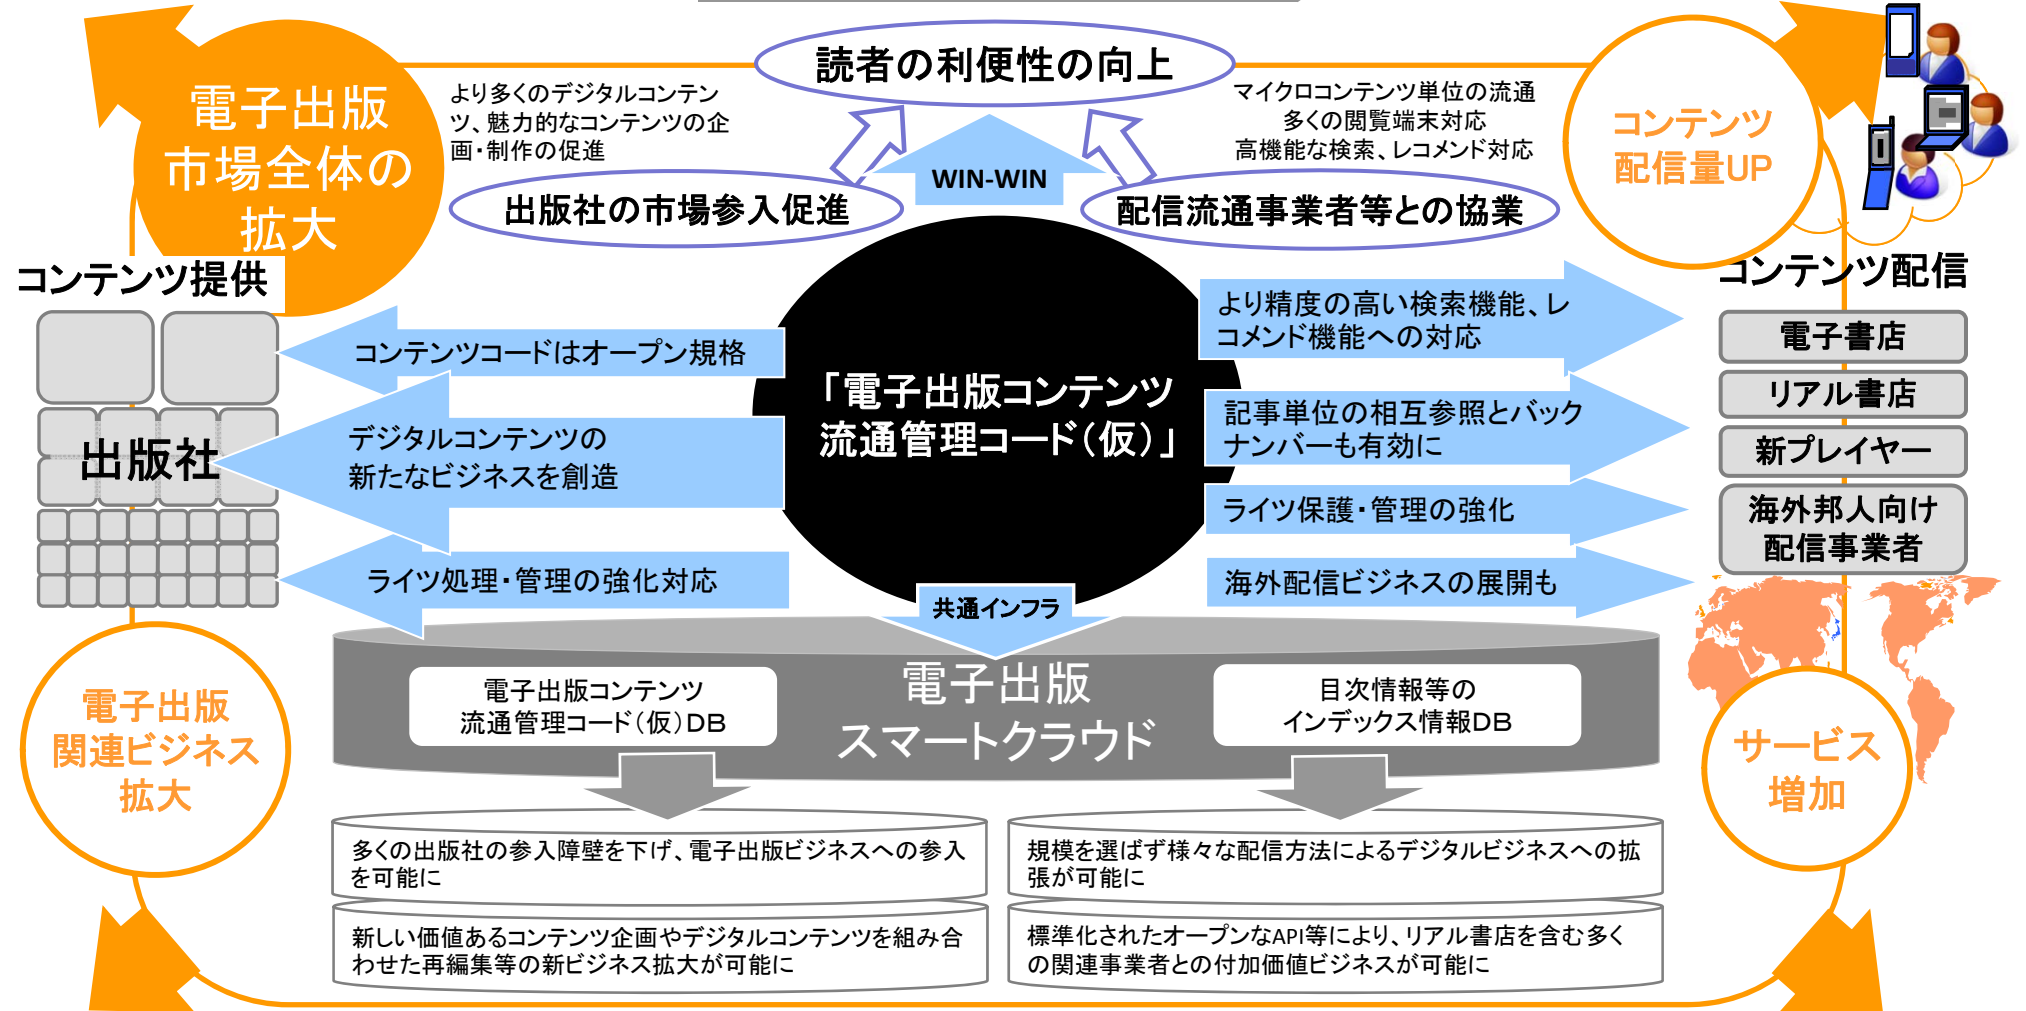 読者の利便性の向上
電子出版
市場全体の
拡大
より多くのデジタルコンテン
ツ、魅力的なコンテンツの企
画・制作の促進
マイクロコンテンツ単位の流通
多くの閲覧端末対応
高機能な検索、レコメンド対応
コンテンツ
配信量UP
WIN-WIN
出版社の市場参入促進
配信流通事業者等との協業
コンテンツ提供
コンテンツ配信
コンテンツコードはオープン規格
デジタルコンテンツの
新たなビジネスを創造
ライツ処理・管理の強化対応
出版社
「電子出版コンテンツ
流通管理コード（仮）」
より精度の高い検索機能、レ
コメンド機能への対応
記事単位の相互参照とバック
ナンバーも有効に
ライツ保護・管理の強化
海外配信ビジネスの展開も
電子書店
リアル書店
新プレイヤー
海外邦人向け
配信事業者
共通インフラ
電子出版
スマートクラウド
電子出版コンテンツ
流通管理コード（仮）DB
目次情報等の
インデックス情報DB
電子出版
関連ビジネス
拡大
サービス
増加
多くの出版社の参入障壁を下げ、電子出版ビジネスへの参入
を可能に
新しい価値あるコンテンツ企画やデジタルコンテンツを組み合
わせた再編集等の新ビジネス拡大が可能に
規模を選ばず様々な配信方法によるデジタルビジネスへの拡
張が可能に
標準化されたオープンなAPI等により、リアル書店を含む多く
の関連事業者との付加価値ビジネスが可能に